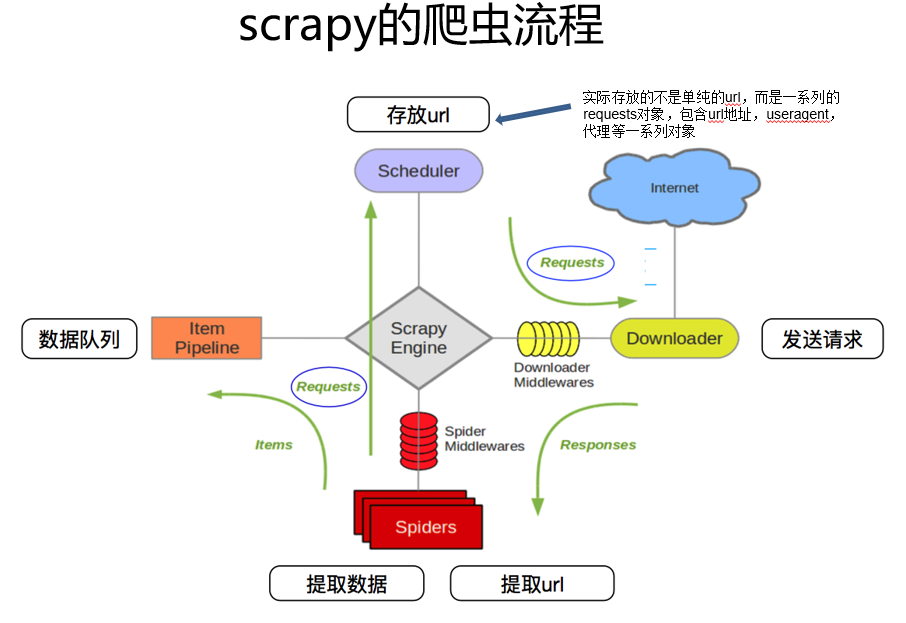 scrapy的爬虫流程
存放url
实际存放的不是单纯的url，而是一系列的
requests对象，包含url地址，useragent，
代理等一系列对象
Scheduler
Internet
Requests
数据队列
Item
Pipeline
Scrapy
Engine
Downloader
发送请求
Downloader
Middlewares
Requests
Items
Spider
Middlewares
Responses
Spiders
提取数据
提取url